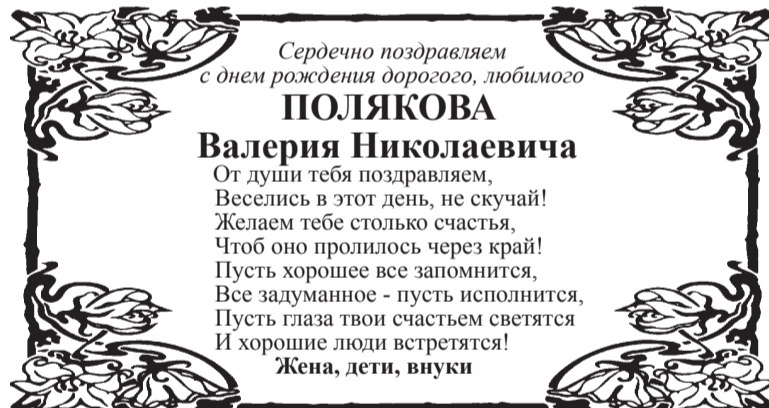 Сердечно поздравляем
с днем рождения дорогого, любимого
ПОЛЯКОВА
Валерия Николаевича
От души тебя поздравляем,
Веселись в этот день, не скучай!
Желаем тебе столько счастья,
Чтоб оно пролилось через край!
Пусть хорошее все запомнится,
Все задуманное - пусть исполнится,
Пусть глаза твои счастьем светятся
И хорошие люди встретятся!
Жена, дети, внуки